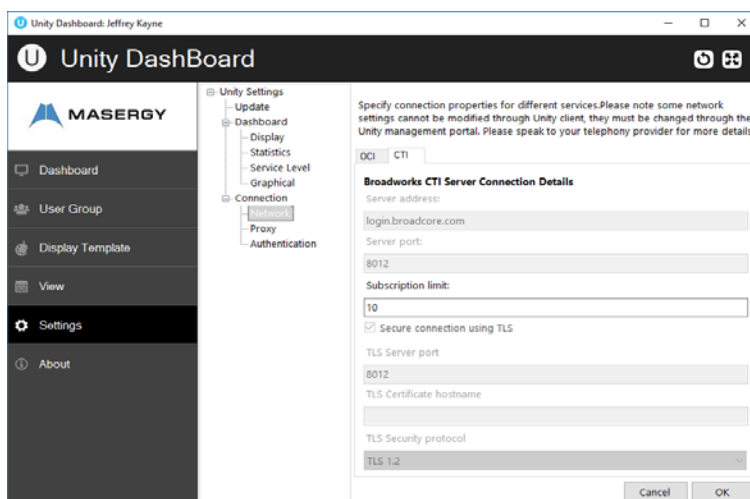 Unity Dashboard: Jeffrey Kayne
Unity DashBoard
MASERGY
Dashboard
User Group
Display Template
View
Settings
About
Unity Settings
Update
Dashboard
Display
Statistics
Service Level
Graphical
Connection
Network
Proxy
Authentication
Specify connection properties for different services.Please note some network
settings cannot be modified through Unity client, they must be changed through the
Unity management portal. Please speak to your telephony provider for more details
OCI CTI
Broadworks CTI Server Connection Details
Server address:
login.broadcore.com
Server port:
8012
Subscription limit:
10
Secure connection using TLS
TLS Server port
8012
TLS Certificate hostname
TLS Security protocol
TLS 1.2
Cancel OK